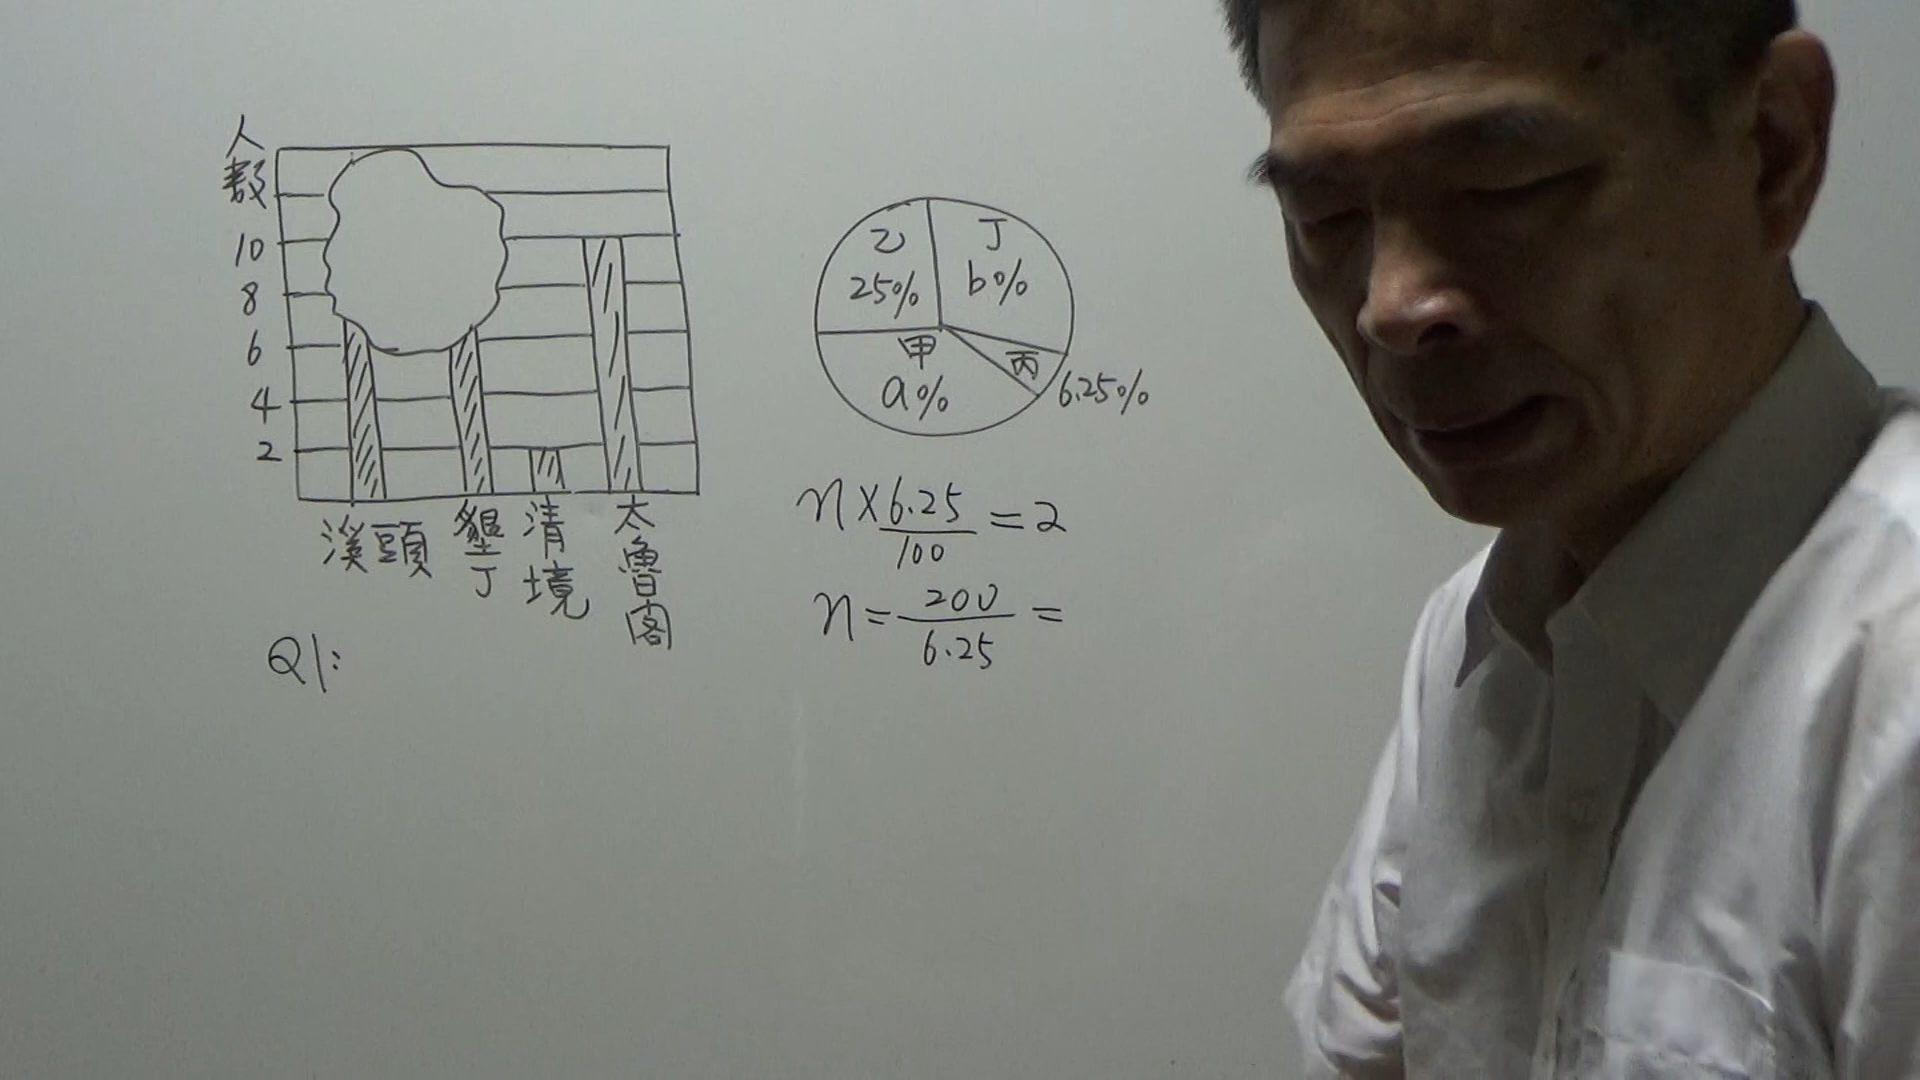 人數
10
8
6
4
2
溪頭
墾丁
清境
太魯閣
乙
25%
丁
b%
甲
a%
丙
6.25%
n×6.25/100=2
n=200/6.25=
Q1: